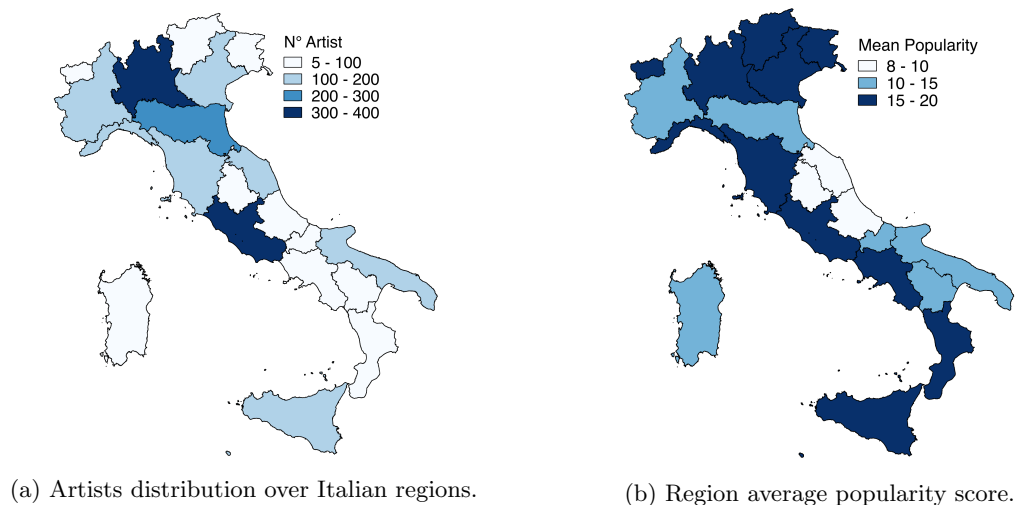 N° Artist
5 - 100
100 - 200
200 - 300
300 - 400
Mean Popularity
8 - 10
10 - 15
15 - 20
(a) Artists distribution over Italian regions.
(b) Region average popularity score.